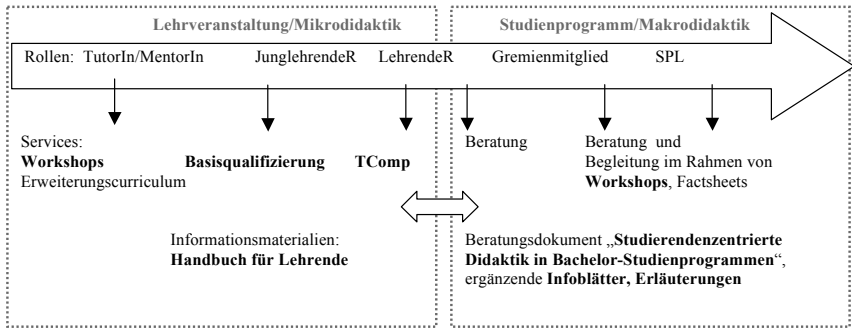 Lehrveranstaltung/Mikrodidaktik
Studienprogramm/Makrodidaktik
Rollen: TutorIn/MentorIn JunglehrendeR LehrendeR Gremienmitglied SPL
Services:
Workshops
Erweiterungscurriculum
Basisqualifizierung
TComp
Beratung
Beratung und
Begleitung im Rahmen von
Workshops, Factsheets
Informationsmaterialien:
Handbuch für Lehrende
Beratungsdokument „Studierendenzentrierte
Didaktik in Bachelor-Studienprogrammen“,
ergänzende Infoblätter, Erläuterungen